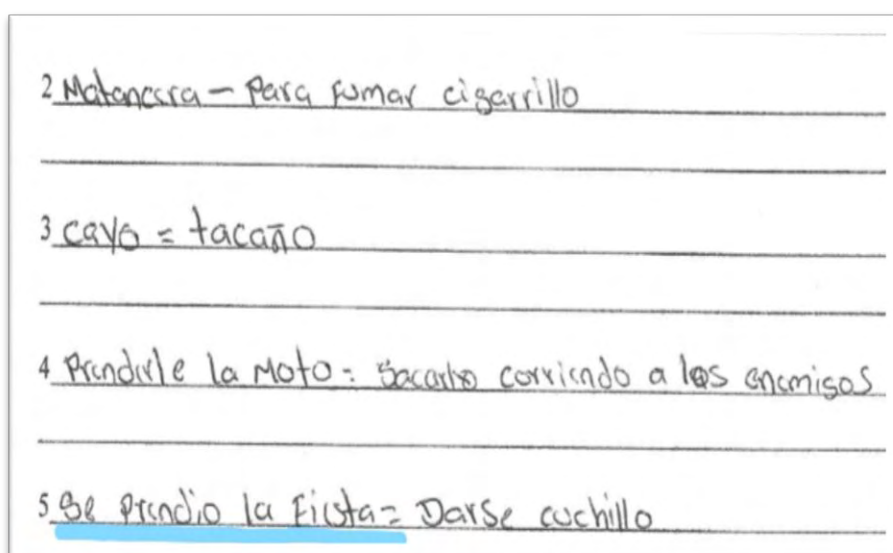 2 Matancera - Para fumar cigarrillo
3 cayo = tacaño
4 Prendirle la Moto = Sacarlo corriendo a los enemigos
5 Se prendio la Fiesta = Darse cuchillo